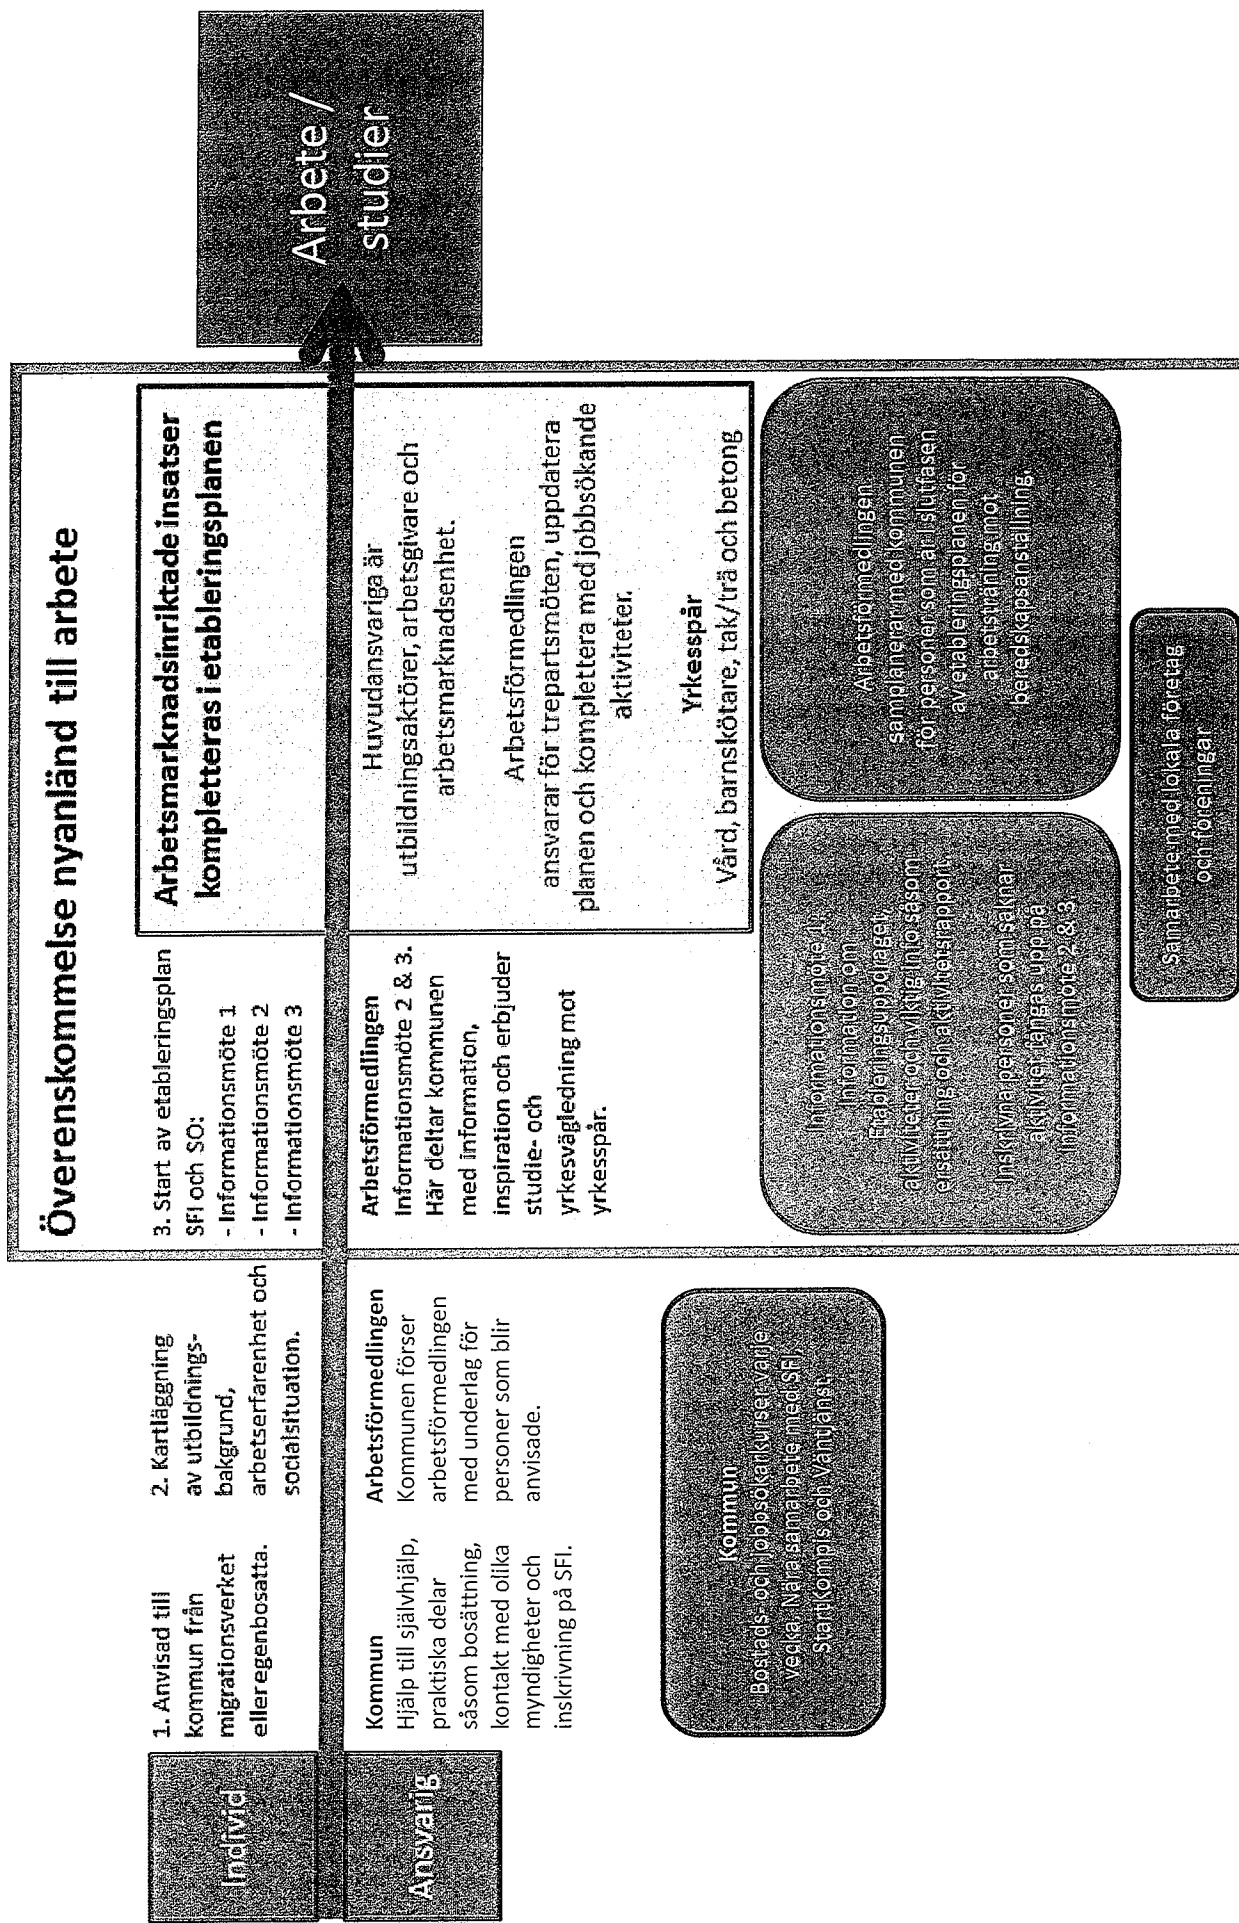 Överenskommelse nyanländ till arbete
Individ
1. Anvisad till
kommun från
migrationsverket
eller egenbosatta.
2. Kartläggning
av utbildnings-
bakgrund,
arbetserfarenhet och
socialsituation.
3. Start av etableringsplan
SFI och SO:
- Informationsmöte 1
- Informationsmöte 2
- Informationsmöte 3
Arbetsmarknadsinriktade insatser
kompletteras i etableringsplanen
Arbete /
studier
Ansvarig
Kommun
Hjälp till självhjälp,
praktiska delar
såsom bosättning,
kontakt med olika
myndigheter och
inskrivning på SFI.
Arbetsförmedlingen
Kommunen förser
arbetsförmedlingen
med underlag för
personer som blir
anvisade.
Arbetsförmedlingen
Informationsmöte 2 & 3.
Här deltar kommunen
med information,
inspiration och erbjuder
studie- och
yrkesvägledning mot
yrkesspår.
Huvudansvariga är
utbildningsaktörer, arbetsgivare och
arbetsmarknadsenhet.
Arbetsförmedlingen
ansvarar för trepartsmöten, uppdatera
planen och komplettera med jobbsökande
aktiviteter.
Yrkesspår
Vård, barnskötare, tak/trä och betong
Kommun
Bostads- och jobbsökarkurser varje
vecka. Nära samarbete med SFI,
StartKompis och Väntjänst.
Informationsmöte 1:
Information om
Etableringsuppdraget,
aktiviteter och viktig info såsom
ersättning och aktivitetsrapport.
Inskrivna personer som saknar
aktiviter fångas upp på
Informationsmöte 2 & 3
Arbetsförmedlingen
samplanerar med kommunen
för personer som är i slutfasen
av etableringsplanen för
arbetsträning mot
beredskapsanställning.
Samarbete med lokala företag
och föreningar